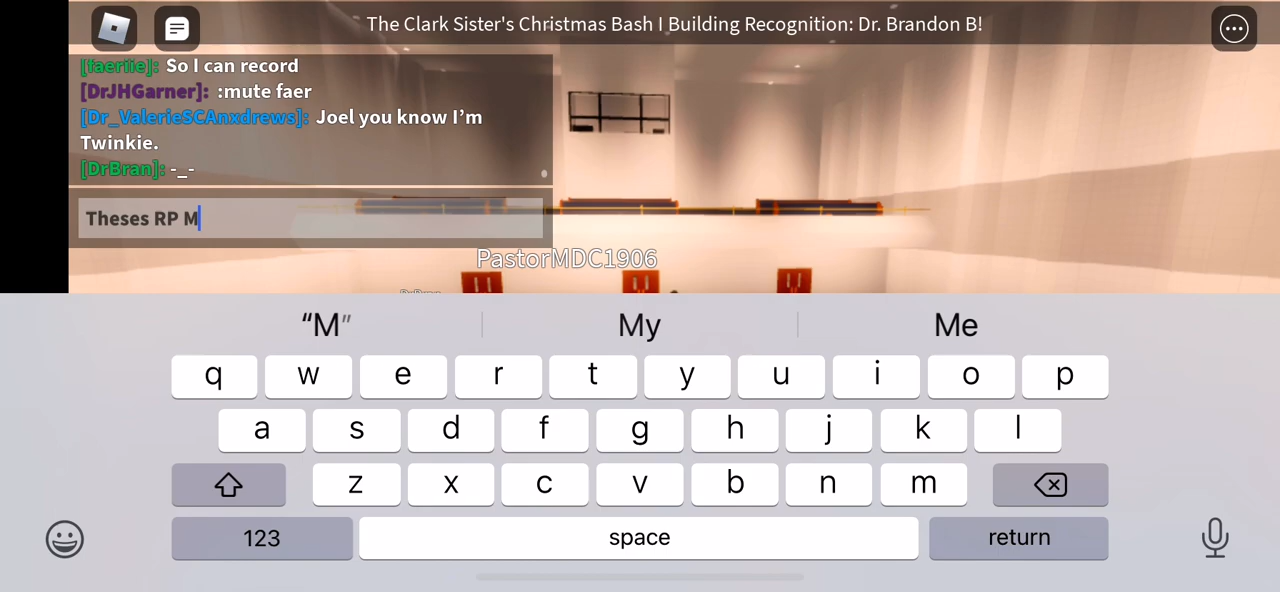 The Clark Sister's Christmas Bash I Building Recognition: Dr. Brandon B!
[faeriie]: So I can record
[DrJHGarner]: :mute faer
[Dr_ValerieSCAnxdrews]: Joel you know I’m
Twinkie.
[DrBran]: -_-
Theses RP M
PastorMDC1906
“M” My Me
q w e r t y u i o p
a s d f g h j k l
z x c v b n m
123 space return